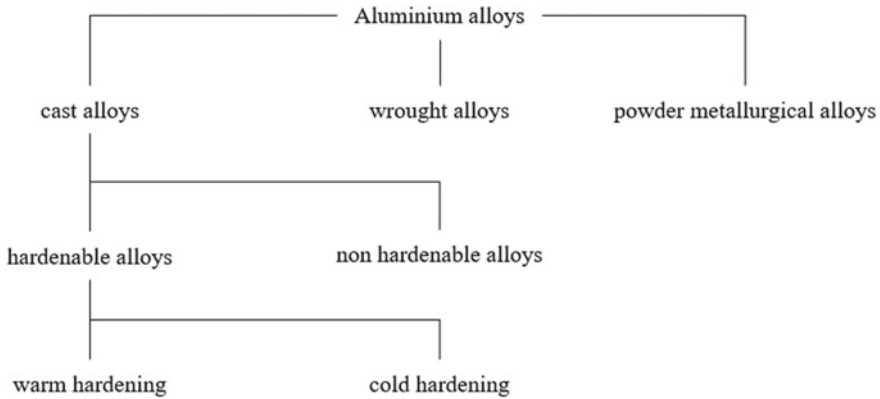 Aluminium alloys
cast alloys
wrought alloys
powder metallurgical alloys
hardenable alloys
non hardenable alloys
warm hardening
cold hardening